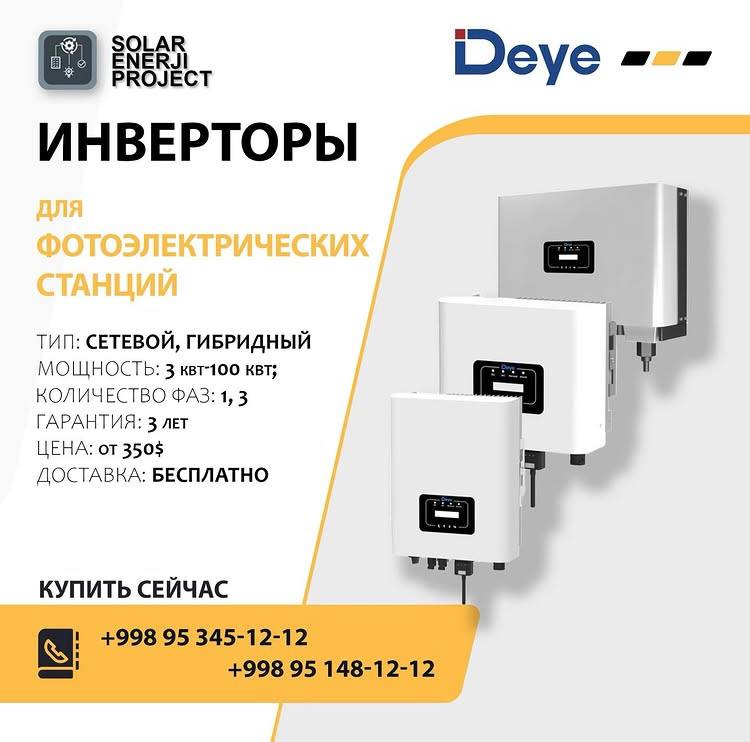 SOLAR
ENERJI
PROJECT
Deye
ИНВЕРТОРЫ
ДЛЯ
ФОТОЭЛЕКТРИЧЕСКИХ
СТАНЦИЙ
ТИП: СЕТЕВОЙ, ГИБРИДНЫЙ
МОЩНОСТЬ: 3 КВТ-100 КВТ;
КОЛИЧЕСТВО ФАЗ: 1, 3
ГАРАНТИЯ: 3 ЛЕТ
ЦЕНА: ОТ 350$
ДОСТАВКА: БЕСПЛАТНО
Deye
Deye
КУПИТЬ СЕЙЧАС
+998 95 345-12-12
+998 95 148-12-12